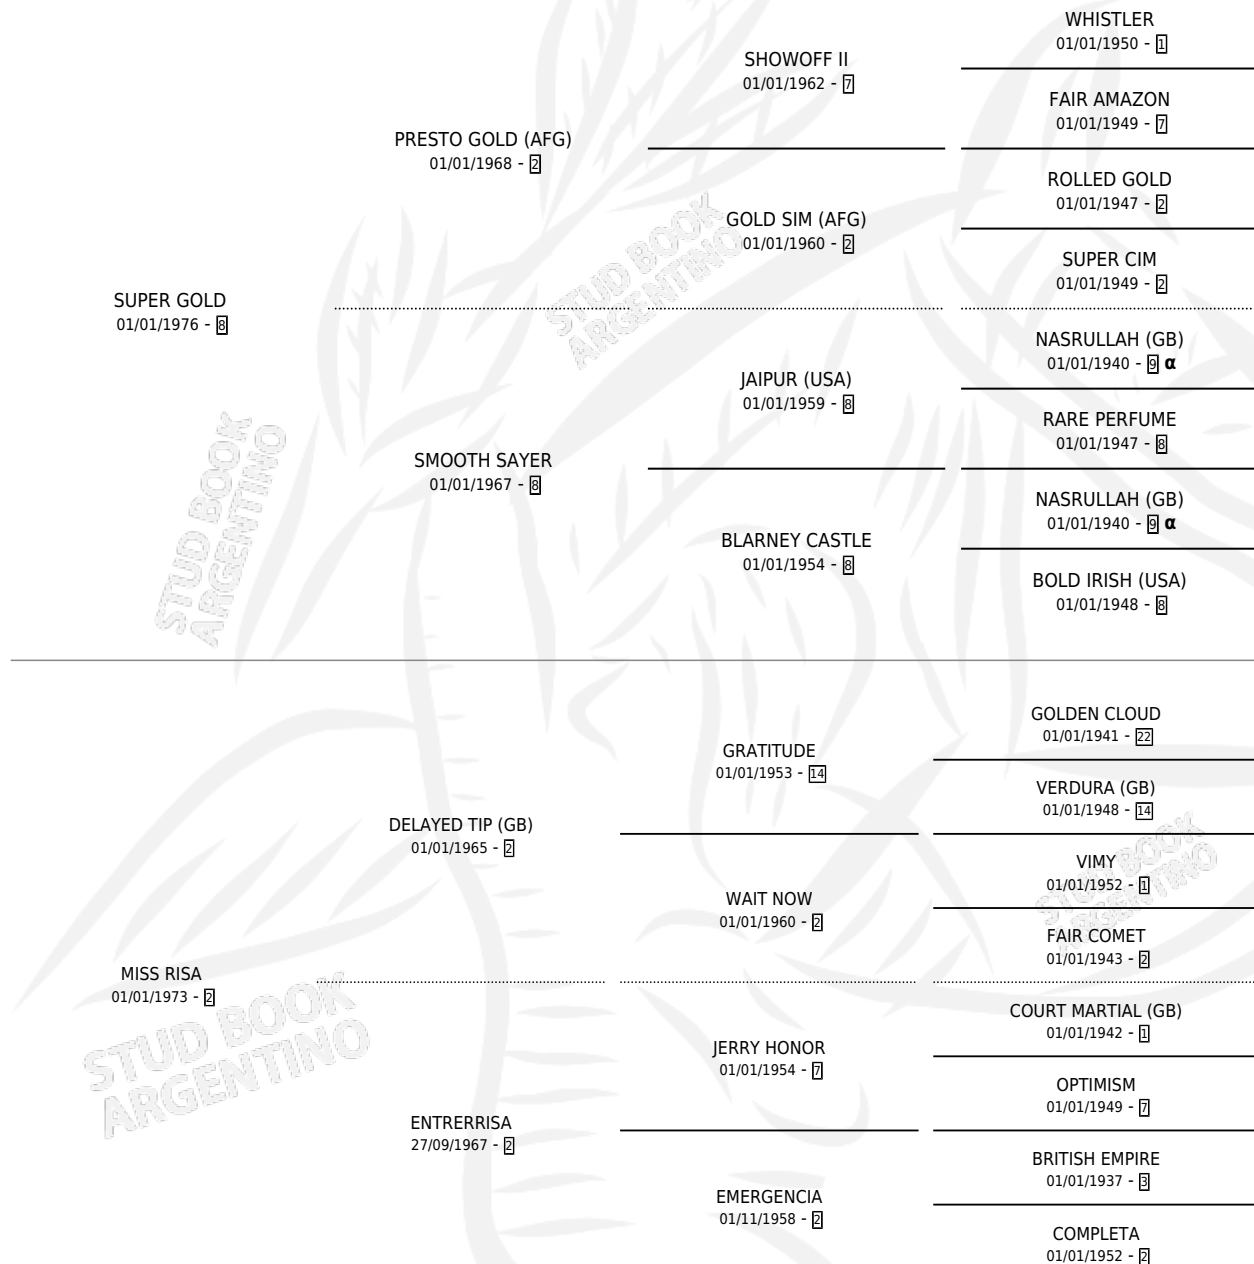 WHISTLER
01/01/1950 - 1
SHOWOFF II
01/01/1962 - 7
FAIR AMAZON
01/01/1949 - 7
PRESTO GOLD (AFG)
01/01/1968 - 2
ROLLED GOLD
01/01/1947 - 2
GOLD SIM (AFG)
01/01/1960 - 2
SUPER CIM
01/01/1949 - 2
SUPER GOLD
01/01/1976 - 8
NASRULLAH (GB)
01/01/1940 - 9 α
JAIPUR (USA)
01/01/1959 - 8
RARE PERFUME
01/01/1947 - 8
SMOOTH SAYER
01/01/1967 - 8
NASRULLAH (GB)
01/01/1940 - 9 α
BLARNEY CASTLE
01/01/1954 - 8
BOLD IRISH (USA)
01/01/1948 - 8
GOLDEN CLOUD
01/01/1941 - 22
GRATITUDE
01/01/1953 - 14
VERDURA (GB)
01/01/1948 - 14
DELAYED TIP (GB)
01/01/1965 - 2
VIMY
01/01/1952 - 1
WAIT NOW
01/01/1960 - 2
FAIR COMET
01/01/1943 - 2
MISS RISA
01/01/1973 - 2
COURT MARTIAL (GB)
01/01/1942 - 1
JERRY HONOR
01/01/1954 - 7
OPTIMISM
01/01/1949 - 7
ENTRERRISA
27/09/1967 - 2
BRITISH EMPIRE
01/01/1937 - 3
EMERGENCIA
01/11/1958 - 2
COMPLETA
01/01/1952 - 2
STUD BOOK
ARGENTINO
STUD BOOK
ARGENTINO
STUD BOOK
ARGENTINO
STUD BOOK
ARGENTINO